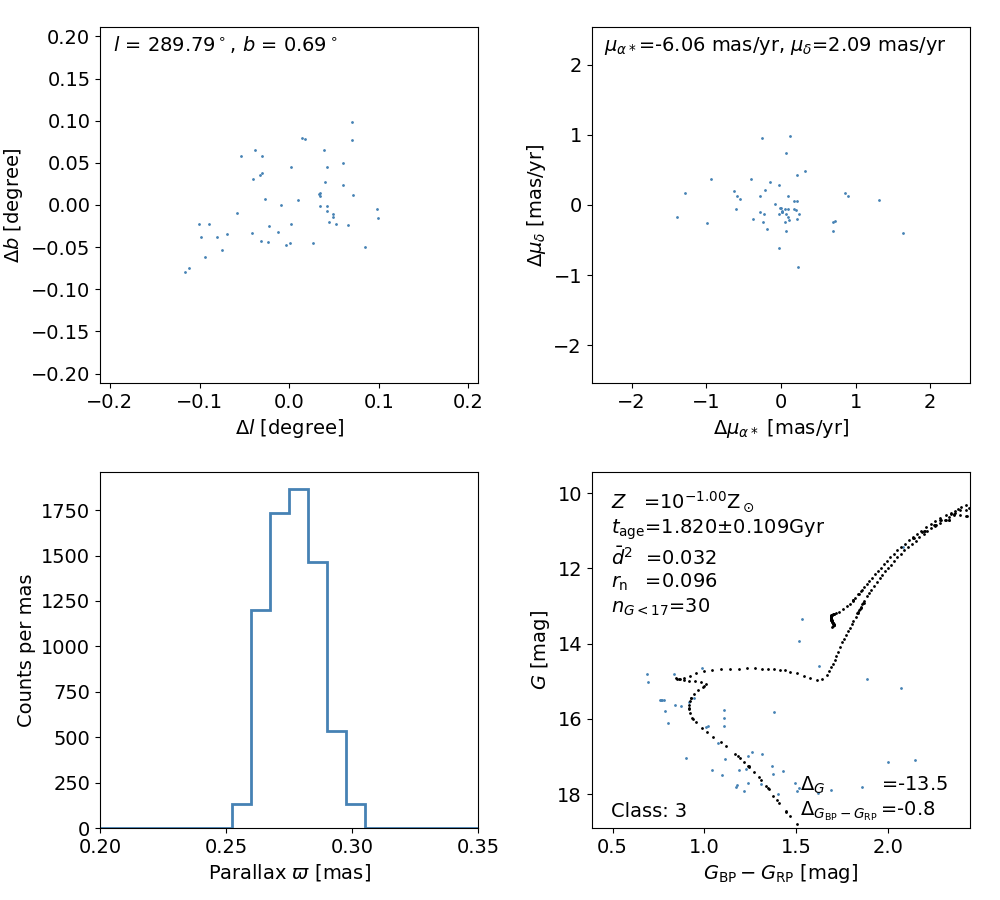 l = 289.79°, b = 0.69°
0.20
0.15
0.10
0.05
0.00
−0.05
−0.10
−0.15
−0.20
Δb [degree]
−0.2 −0.1 0.0 0.1 0.2
Δl [degree]
μα*=-6.06 mas/yr, μδ=2.09 mas/yr
2
1
0
−1
−2
Δμδ [mas/yr]
−2 −1 0 1 2
Δμα* [mas/yr]
1750
1500
1250
1000
750
500
250
0
Counts per mas
0.20 0.25 0.30 0.35
Parallax ϖ [mas]
10
12
14
16
18
G [mag]
Z =10^−1.00 Z⊙
t_age=1.820±0.109Gyr
d̄² =0.032
r_n =0.096
n_G<17=30
Δ_G =-13.5
Class: 3
Δ_GBP−GRP=-0.8
0.5 1.0 1.5 2.0
G_BP − G_RP [mag]